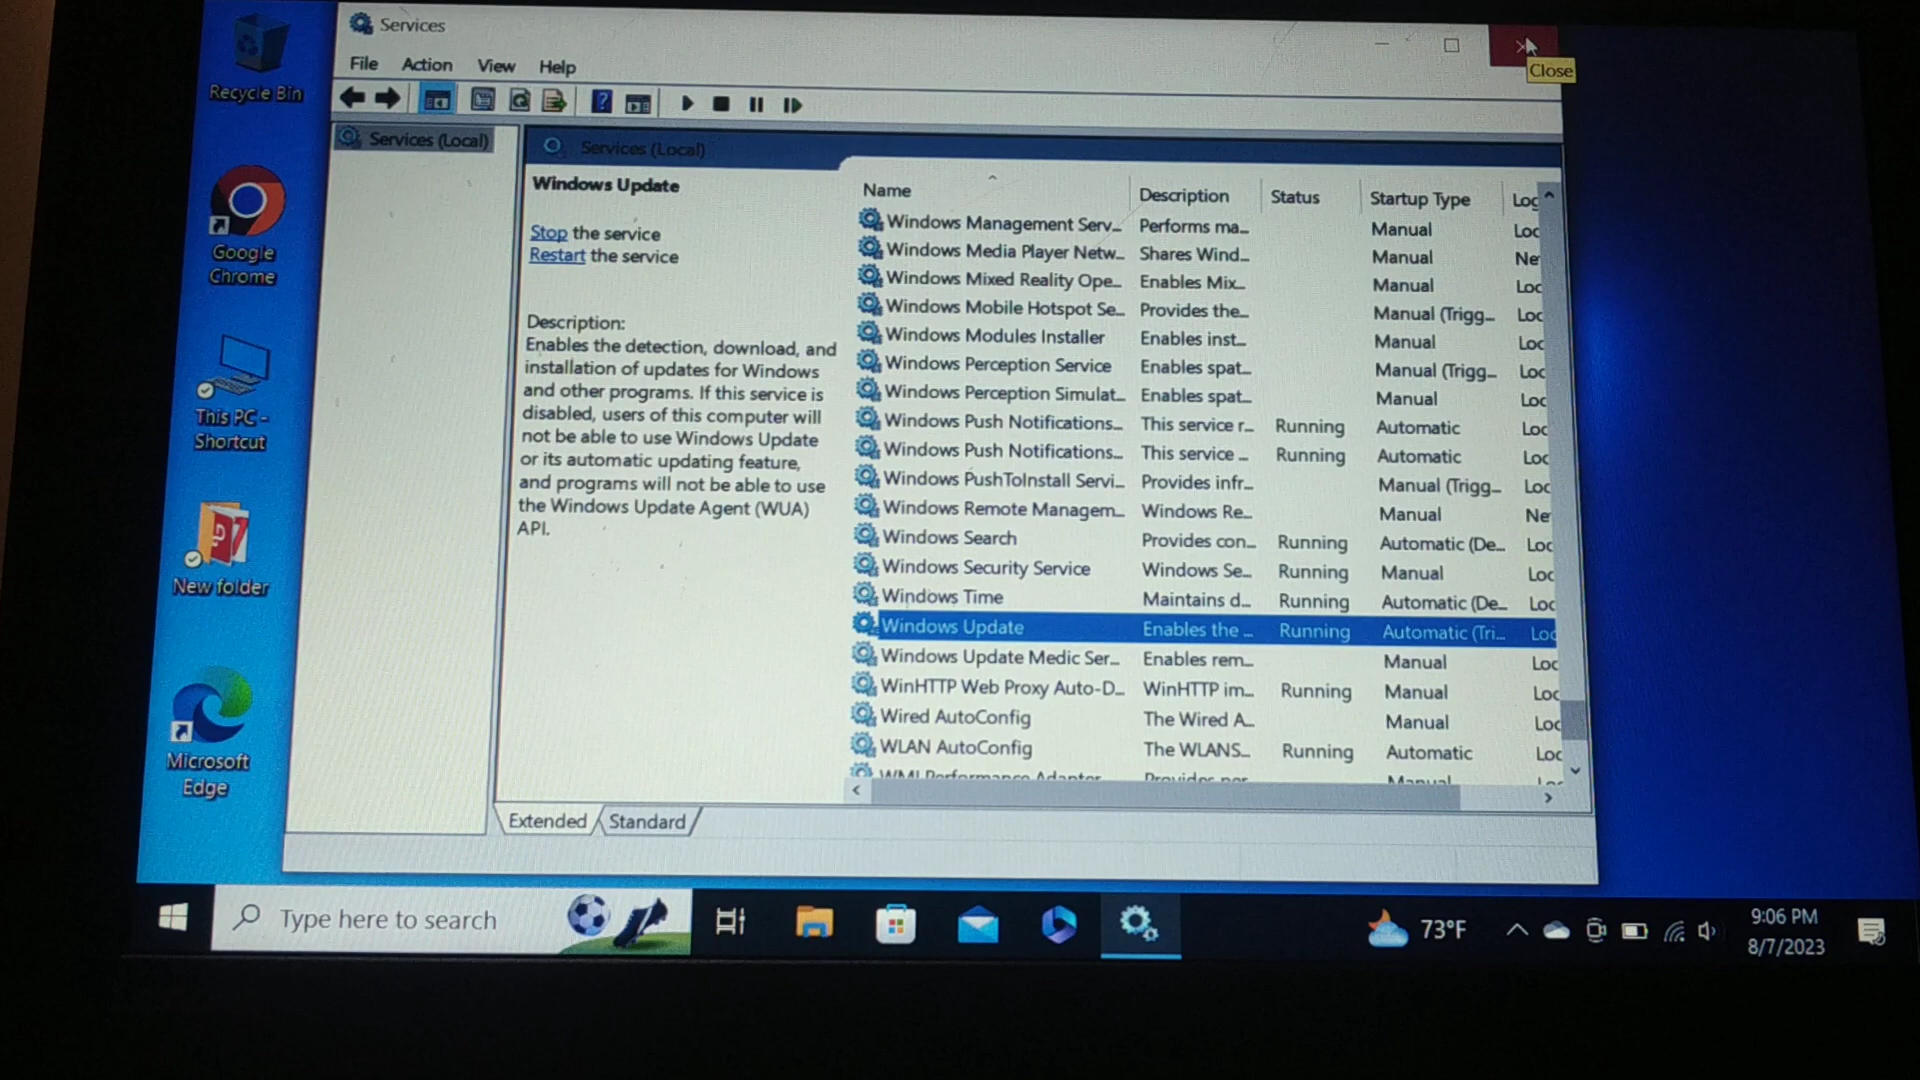 Services
Close
File Action View Help
Recycle Bin
Google
Chrome
This PC -
Shortcut
New folder
Microsoft
Edge
Services (Local)
Services (Local)
Windows Update
Stop the service
Restart the service
Description:
Enables the detection, download, and
installation of updates for Windows
and other programs. If this service is
disabled, users of this computer will
not be able to use Windows Update
or its automatic updating feature,
and programs will not be able to use
the Windows Update Agent (WUA)
API.
Name Description Status Startup Type Log
Windows Management Serv... Performs ma... Manual Loc
Windows Media Player Netw... Shares Wind... Manual Ne
Windows Mixed Reality Ope... Enables Mix... Manual Loc
Windows Mobile Hotspot Se... Provides the... Manual (Trigg... Loc
Windows Modules Installer Enables inst... Manual Loc
Windows Perception Service Enables spat... Manual (Trigg... Loc
Windows Perception Simulat... Enables spat... Manual Loc
Windows Push Notifications... This service r... Running Automatic Loc
Windows Push Notifications... This service ... Running Automatic Loc
Windows PushToInstall Servi... Provides infr... Manual (Trigg... Loc
Windows Remote Managem... Windows Re... Manual Ne
Windows Search Provides con... Running Automatic (De... Loc
Windows Security Service Windows Se... Running Manual Loc
Windows Time Maintains d... Running Automatic (De... Loc
Windows Update Enables the ... Running Automatic (Tri... Loc
Windows Update Medic Ser... Enables rem... Manual Loc
WinHTTP Web Proxy Auto-D... WinHTTP im... Running Manual Loc
Wired AutoConfig The Wired A... Manual Loc
WLAN AutoConfig The WLANS... Running Automatic Loc
WMI Performance Adapter Provides per... Manual Loc
Extended Standard
Type here to search
73°F
9:06 PM
8/7/2023